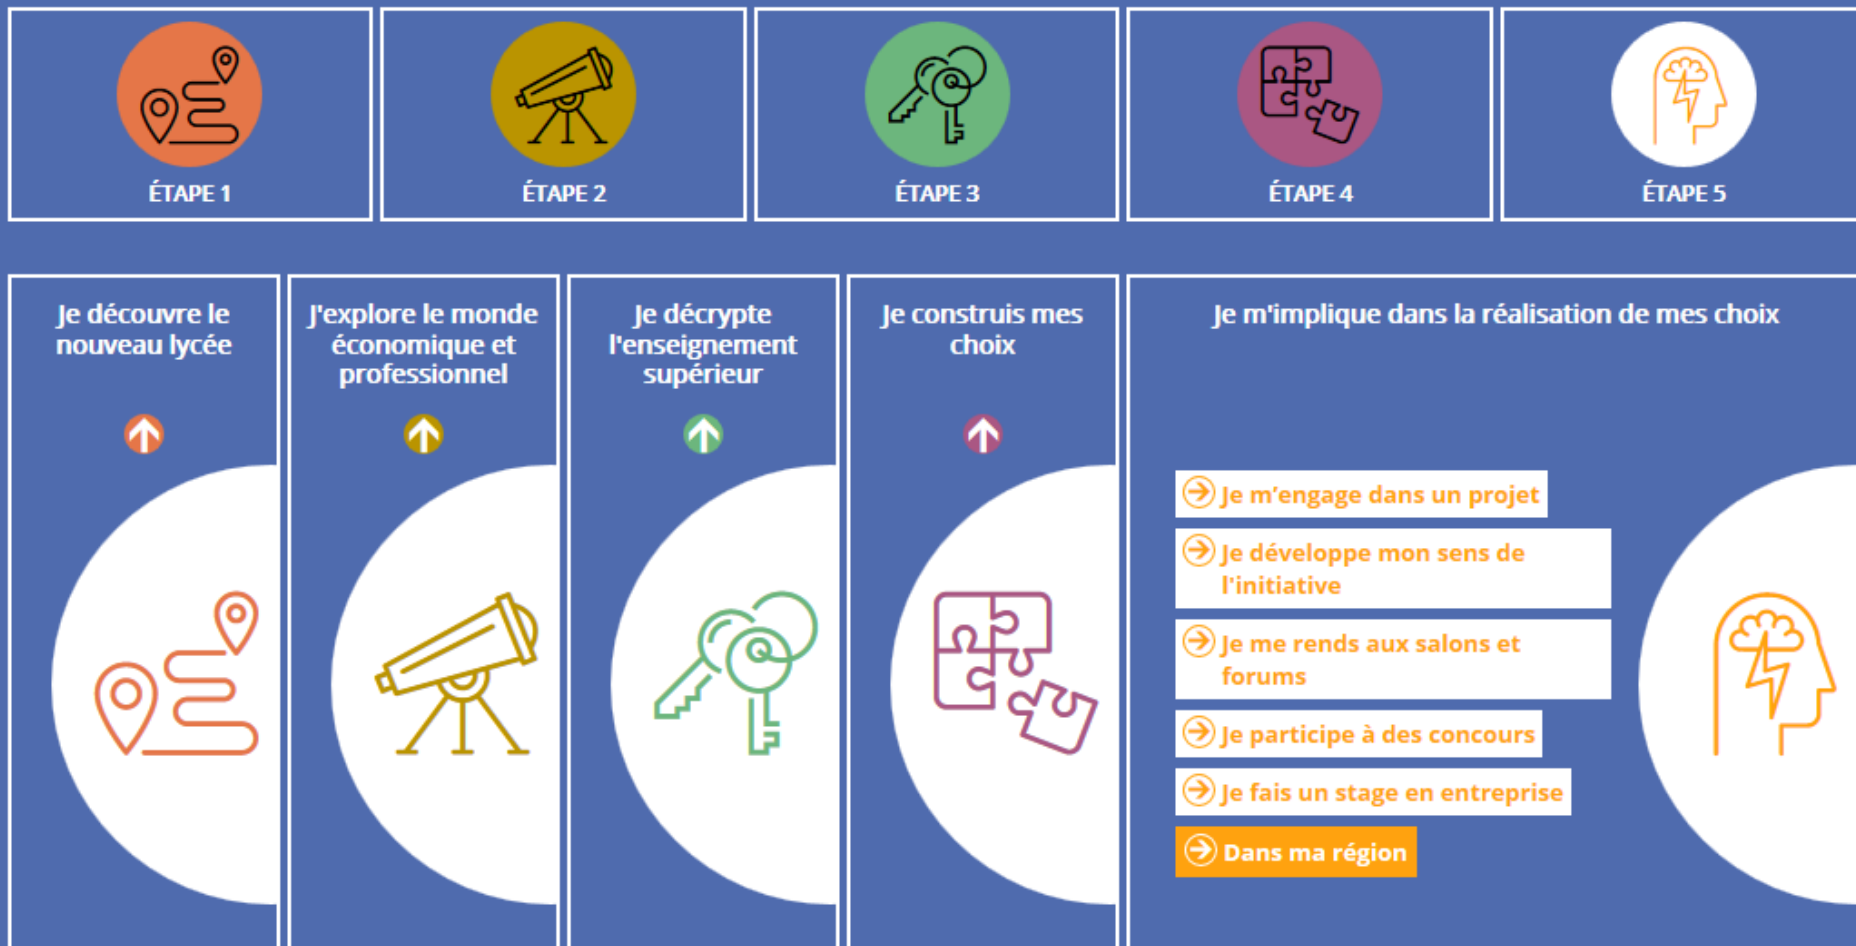 ÉTAPE 1
ÉTAPE 2
ÉTAPE 3
ÉTAPE 4
ÉTAPE 5
Je découvre le
nouveau lycée
J'explore le monde
économique et
professionnel
Je décrypte
l'enseignement
supérieur
Je construis mes
choix
Je m'implique dans la réalisation de mes choix
Je m’engage dans un projet
Je développe mon sens de
l'initiative
Je me rends aux salons et
forums
Je participe à des concours
Je fais un stage en entreprise
Dans ma région